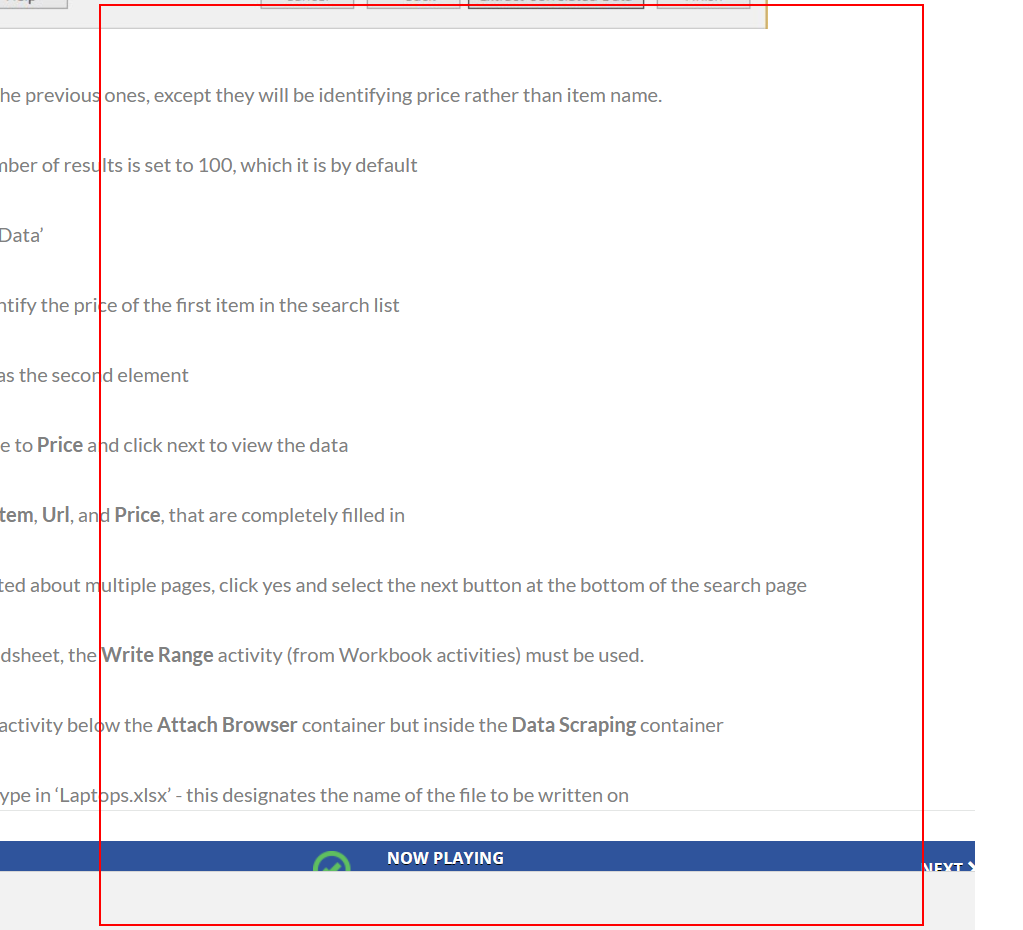 he previous ones, except they will be identifying price rather than item name.
mber of results is set to 100, which it is by default
Data’
ntify the price of the first item in the search list
as the second element
e to Price and click next to view the data
tem, Url, and Price, that are completely filled in
ted about multiple pages, click yes and select the next button at the bottom of the search page
dsheet, the Write Range activity (from Workbook activities) must be used.
activity below the Attach Browser container but inside the Data Scraping container
ype in ‘Laptops.xlsx’ - this designates the name of the file to be written on
NOW PLAYING
NEXT